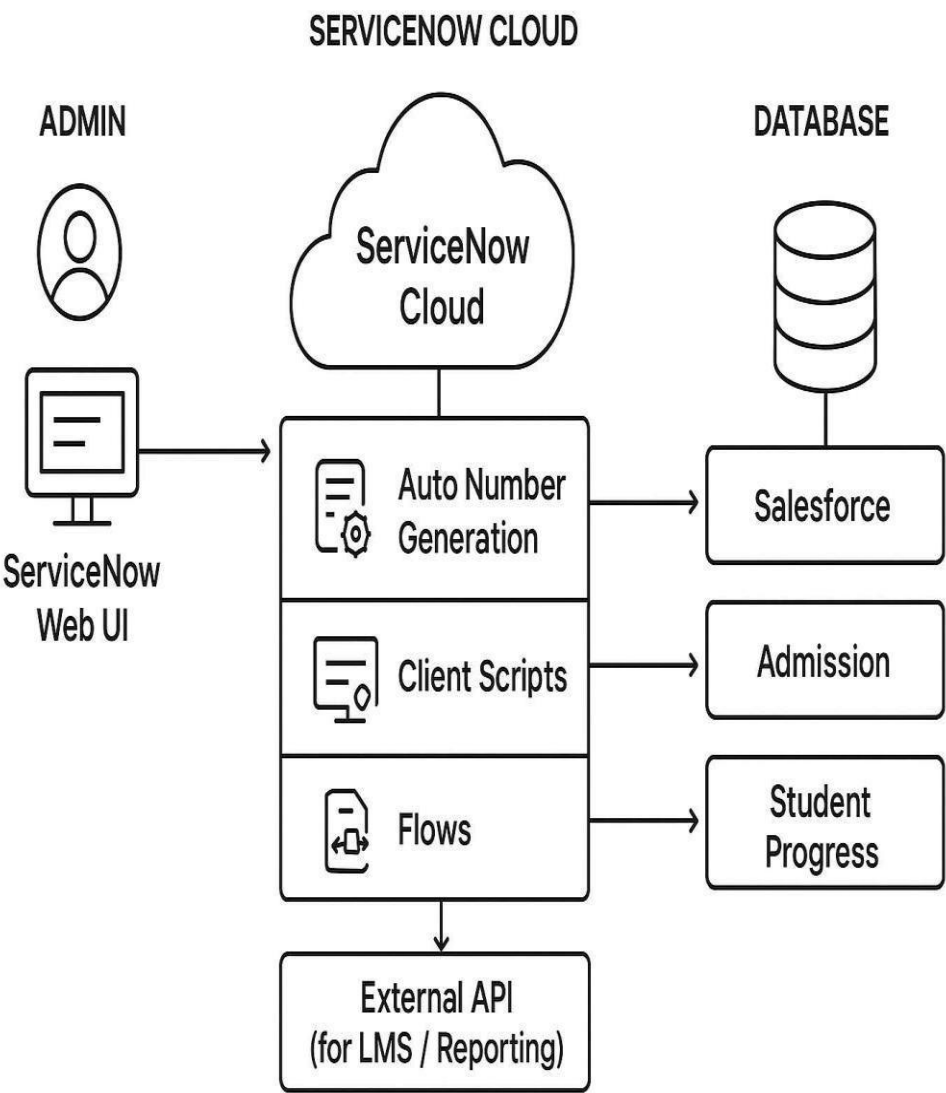 SERVICENOW CLOUD
ADMIN
DATABASE
ServiceNow
Cloud
ServiceNow
Web UI
Auto Number
Generation
Client Scripts
Flows
Salesforce
Admission
Student
Progress
External API
(for LMS / Reporting)